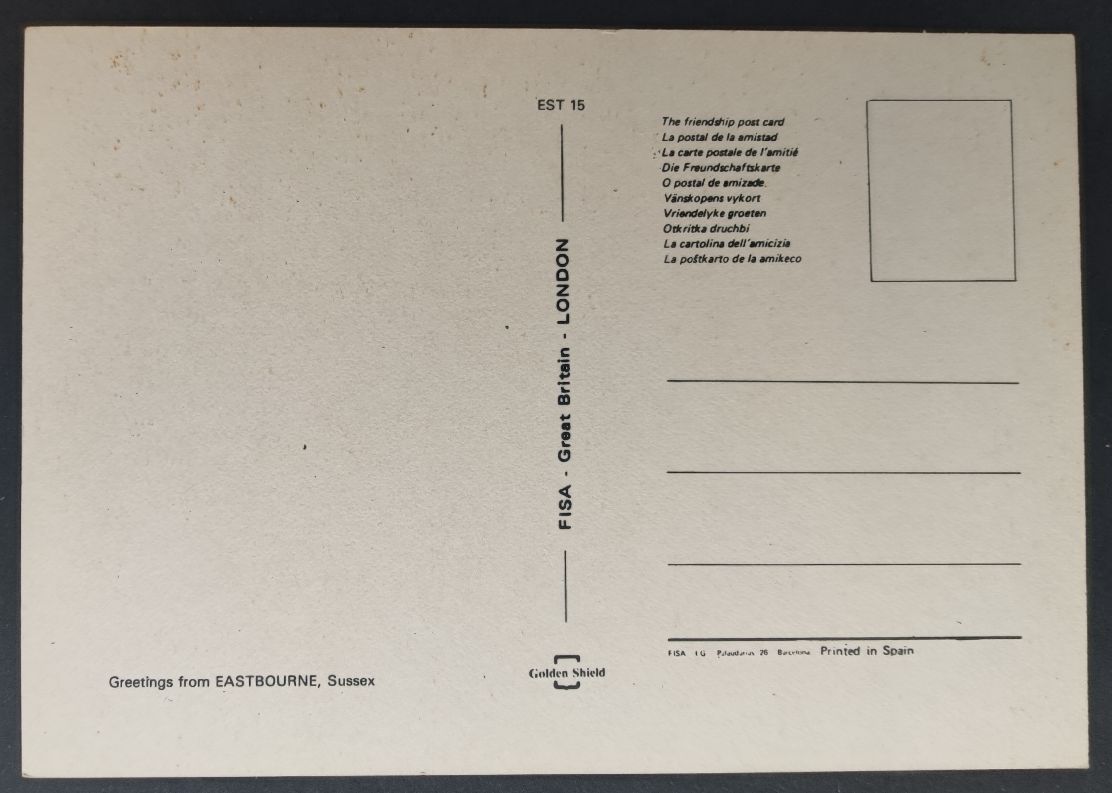 EST 15
The friendship post card
La postal de la amistad
La carte postale de l'amitié
Die Freundschaftskarte
O postal de amizade.
Vänskopens vykort
Vriendelyke groeten
Otkritka druchbi
La cartolina dell'amicizia
La poŝtkarto de la amikeco
FISA - Great Britain - LONDON
FISA I G Palaudarias 26 Barcelona Printed in Spain
Golden Shield
Greetings from EASTBOURNE, Sussex